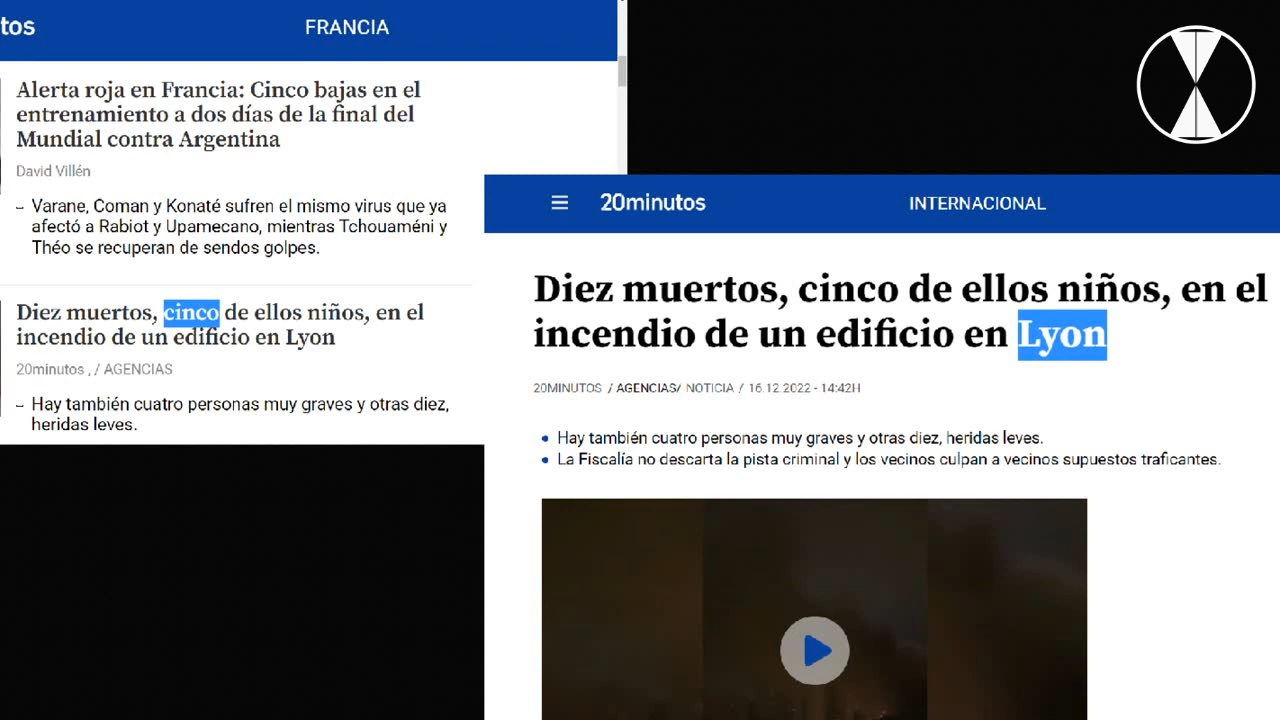 tos
FRANCIA
Alerta roja en Francia: Cinco bajas en el
entrenamiento a dos días de la final del
Mundial contra Argentina
David Villén
– Varane, Coman y Konaté sufren el mismo virus que ya
afectó a Rabiot y Upamecano, mientras Tchouaméni y
Théo se recuperan de sendos golpes.
Diez muertos, cinco de ellos niños, en el
incendio de un edificio en Lyon
20minutos , / AGENCIAS
– Hay también cuatro personas muy graves y otras diez,
heridas leves.
20minutos
INTERNACIONAL
Diez muertos, cinco de ellos niños, en el
incendio de un edificio en Lyon
20MINUTOS / AGENCIAS/ NOTICIA / 16.12.2022 - 14:42H
• Hay también cuatro personas muy graves y otras diez, heridas leves.
• La Fiscalía no descarta la pista criminal y los vecinos culpan a vecinos supuestos traficantes.